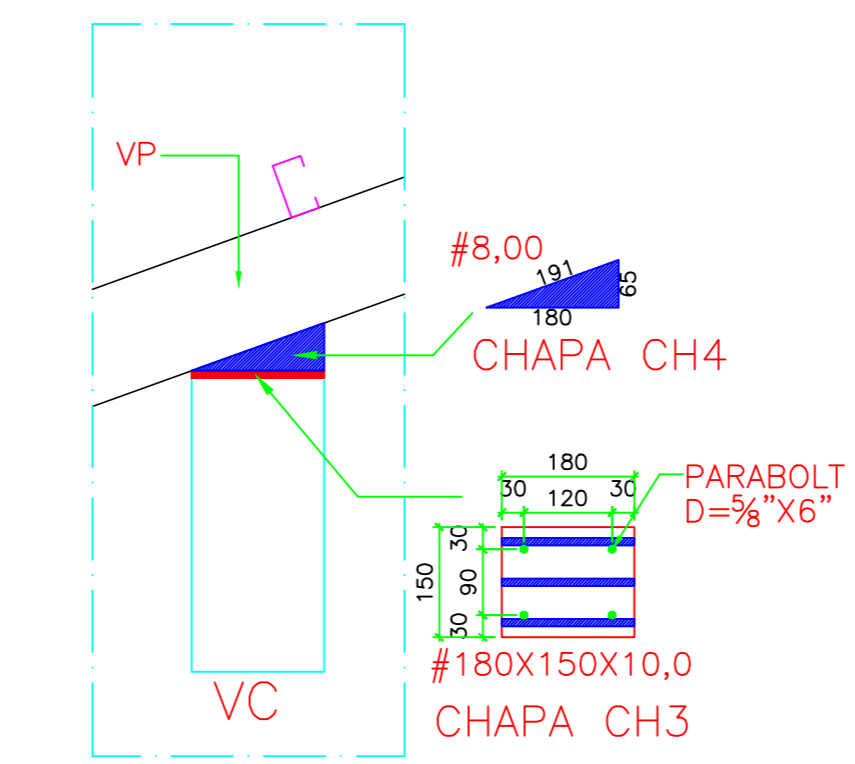 VP
#8,00
191
65
180
CHAPA CH4
180
30
120
30
PARABOLT
D=⅝"X6"
30
150
90
30
#180X150X10,0
VC
CHAPA CH3